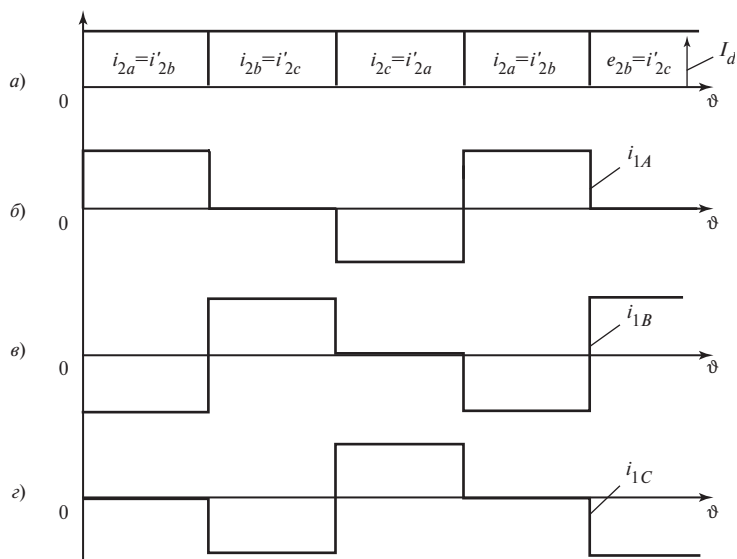 i2a=i′2b i2b=i′2c i2c=i′2a i2a=i′2b e2b=i′2c Id
а)
0 ϑ
i1A
б) 0 ϑ
i1B
в) 0 ϑ
г) i1C
0 ϑ